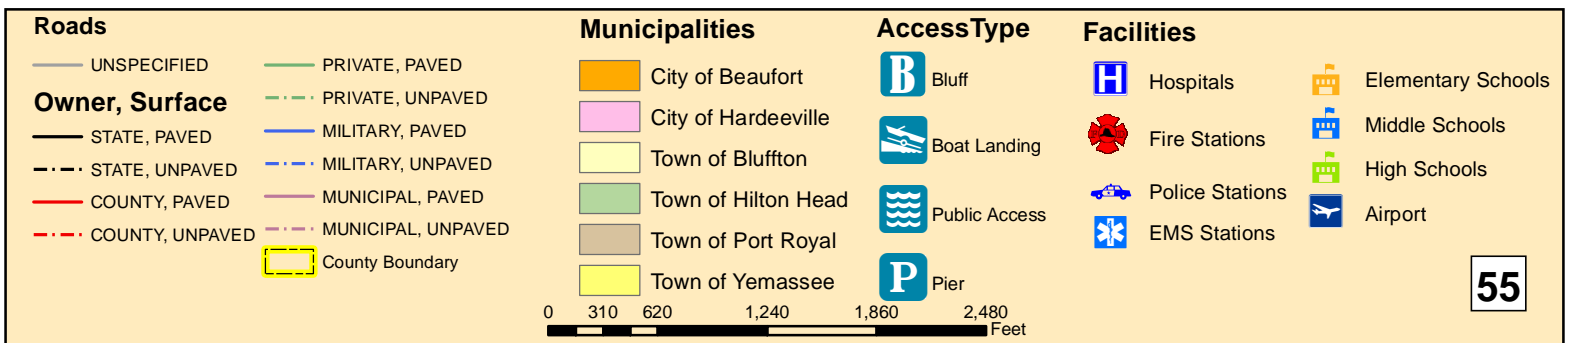 Roads
UNSPECIFIED
Owner, Surface
STATE, PAVED
STATE, UNPAVED
COUNTY, PAVED
COUNTY, UNPAVED
PRIVATE, PAVED
PRIVATE, UNPAVED
MILITARY, PAVED
MILITARY, UNPAVED
MUNICIPAL, PAVED
MUNICIPAL, UNPAVED
County Boundary
Municipalities
City of Beaufort
City of Hardeeville
Town of Bluffton
Town of Hilton Head
Town of Port Royal
Town of Yemassee
AccessType
B Bluff
Boat Landing
Public Access
P Pier
Facilities
H Hospitals
Fire Stations
Police Stations
EMS Stations
Elementary Schools
Middle Schools
High Schools
Airport
55
0 310 620 1,240 1,860 2,480
Feet